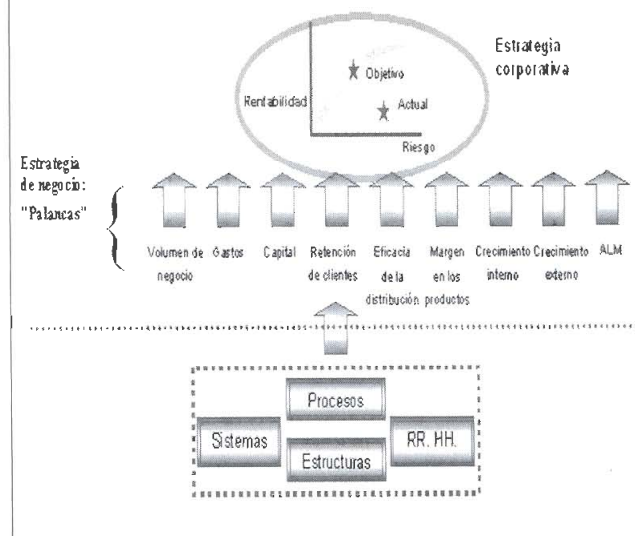 Estrategia
corporativa
Objetivo
Rentabilidad
Actual
Riesgo
Estrategia
de negocio:
"Palancas"
Volumen de
negocio
Gastos
Capital
Retención
de clientes
Eficacia
de la
distribución
Margen
en los
productos
Crecimiento
interno
Crecimiento
externo
ALM
Procesos
Sistemas
RR. HH.
Estructuras